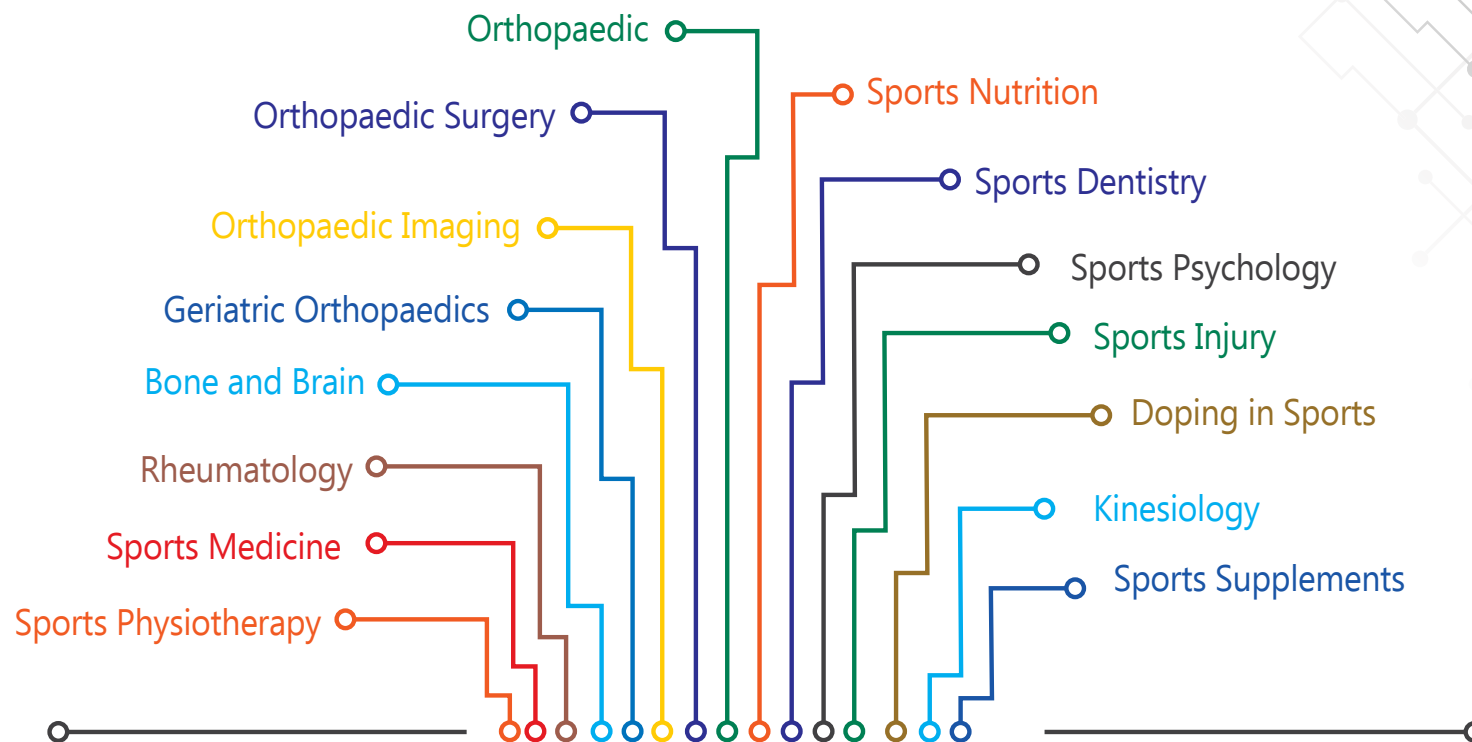 Orthopaedic
Sports Nutrition
Orthopaedic Surgery
Sports Dentistry
Orthopaedic Imaging
Sports Psychology
Geriatric Orthopaedics
Sports Injury
Bone and Brain
Doping in Sports
Rheumatology
Kinesiology
Sports Medicine
Sports Supplements
Sports Physiotherapy